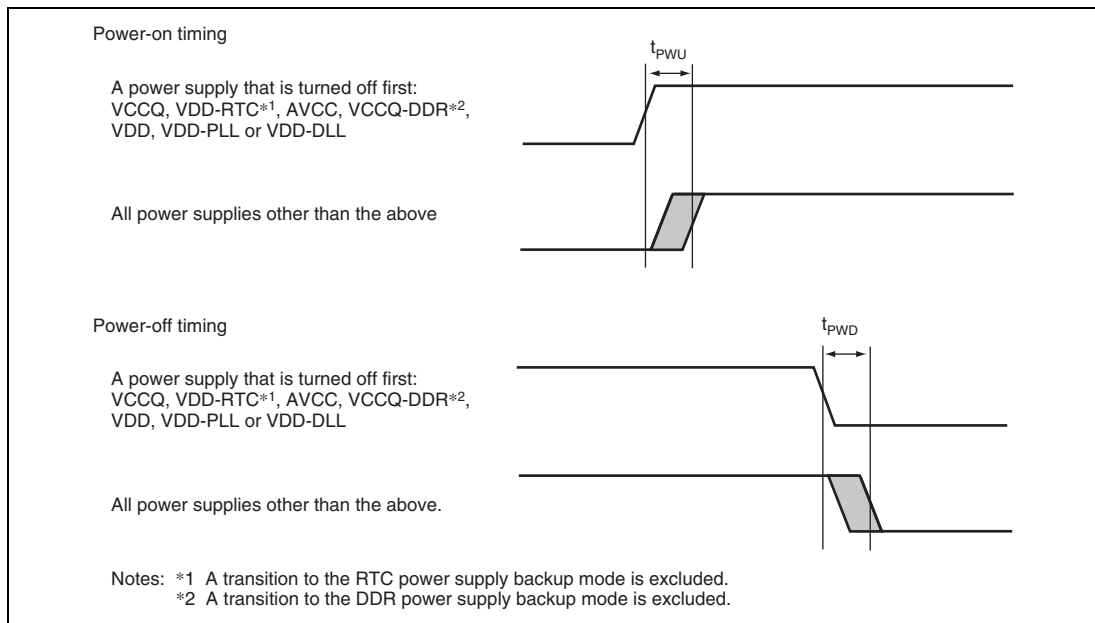 Power-on timing
t_PWU
A power supply that is turned off first:
VCCQ, VDD-RTC*1, AVCC, VCCQ-DDR*2,
VDD, VDD-PLL or VDD-DLL
All power supplies other than the above
Power-off timing
t_PWD
A power supply that is turned off first:
VCCQ, VDD-RTC*1, AVCC, VCCQ-DDR*2,
VDD, VDD-PLL or VDD-DLL
All power supplies other than the above.
Notes: *1 A transition to the RTC power supply backup mode is excluded.
*2 A transition to the DDR power supply backup mode is excluded.